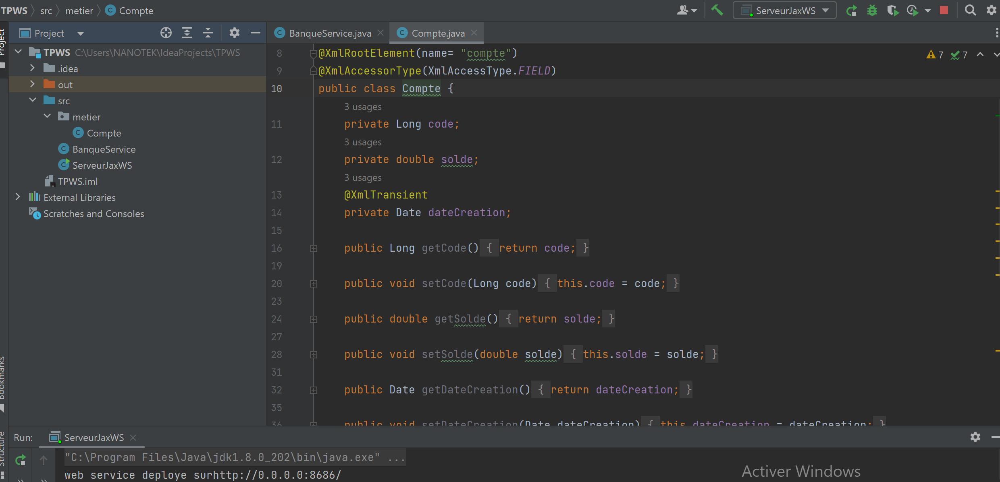 TPWS src metier Compte
ServeurJaxWS
Project
Project
BanqueService.java
Compte.java
TPWS C:\Users\NANOTEK\IdeaProjects\TPWS
.idea
out
src
metier
Compte
BanqueService
ServeurJaxWS
TPWS.iml
External Libraries
Scratches and Consoles
7 7
8 @XmlRootElement(name= "compte")
9 @XmlAccessorType(XmlAccessType.FIELD)
10 public class Compte {
3 usages
11 private Long code;
3 usages
12 private double solde;
3 usages
13 @XmlTransient
14 private Date dateCreation;
15
16 public Long getCode() { return code; }
19
20 public void setCode(Long code) { this.code = code; }
23
24 public double getSolde() { return solde; }
27
28 public void setSolde(double solde) { this.solde = solde; }
31
32 public Date getDateCreation() { return dateCreation; }
35
36 public void setDateCreation(Date dateCreation) { this.dateCreation = dateCreation; }
Bookmarks
Structure
Run: ServeurJaxWS
"C:\Program Files\Java\jdk1.8.0_202\bin\java.exe" ...
web service deploye surhttp://0.0.0.0:8686/
Activer Windows